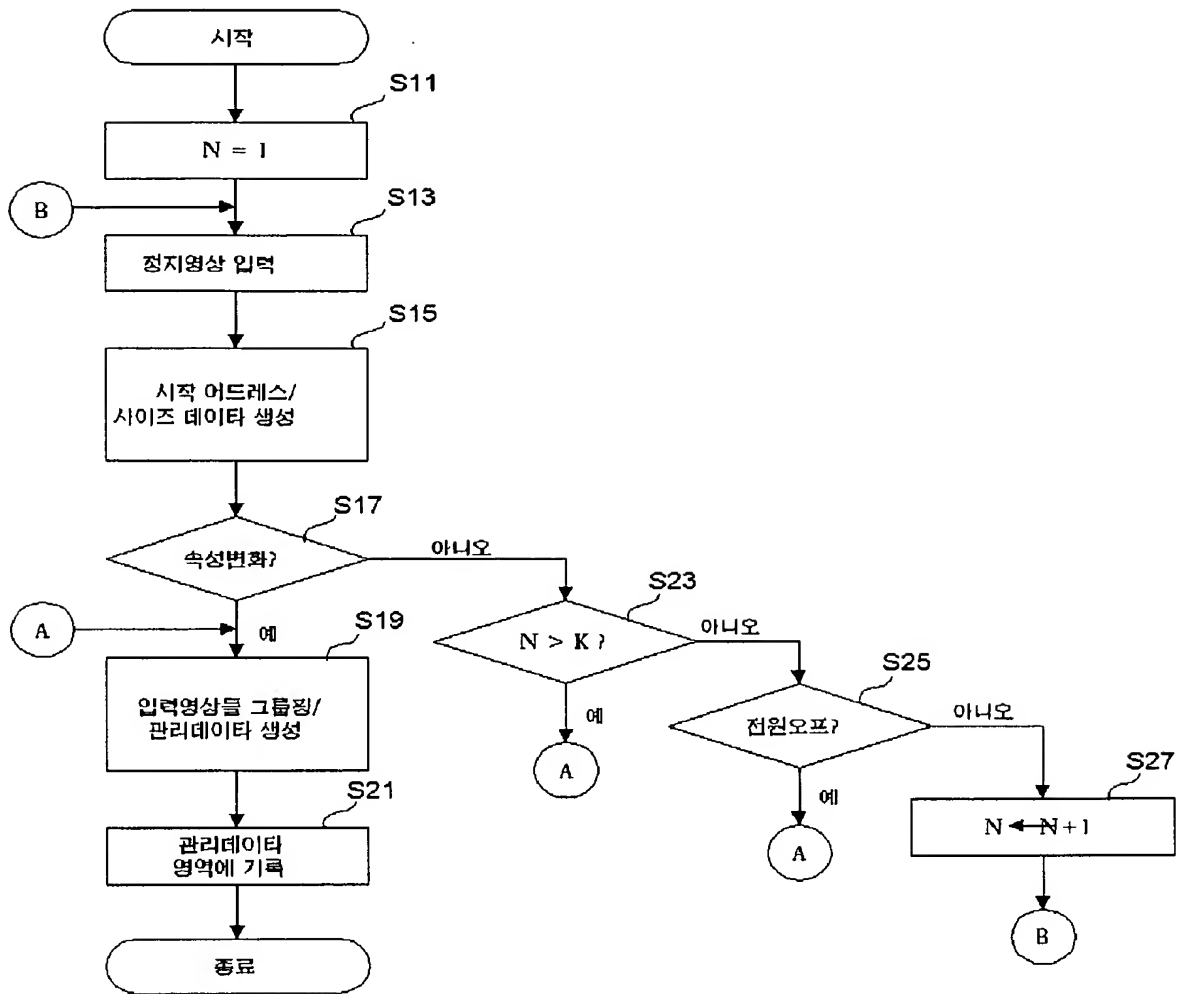 시작
S11
N = 1
B
S13
정지영상 입력
S15
시작 어드레스/
사이즈 데이타 생성
S17
속성변화?
아니오
예
A
S19
입력영상들 그룹핑/
관리데이타 생성
S21
관리데이타
영역에 기록
종료
S23
N > K ?
아니오
예
A
S25
전원오프?
아니오
예
A
S27
N ← N+1
B